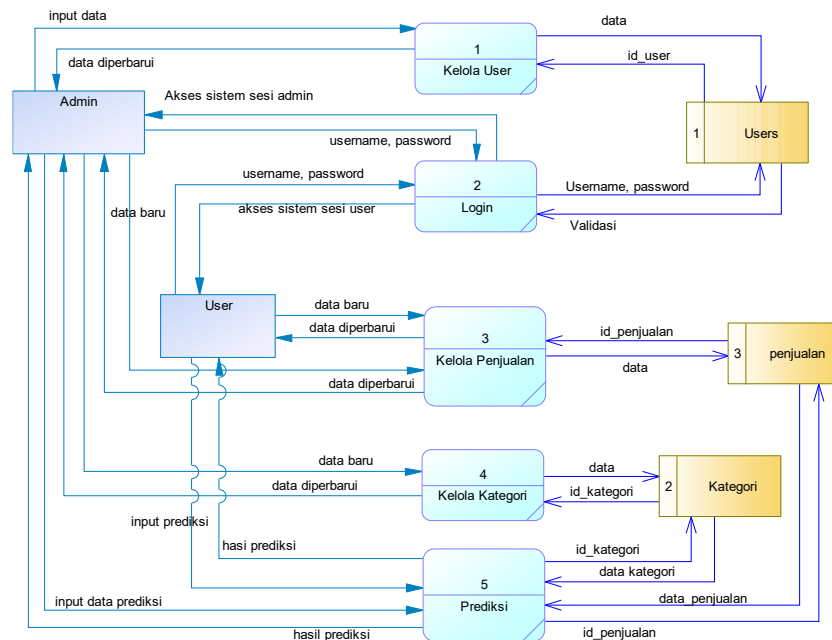 input data
data
1
Kelola User
data diperbarui
id_user
Admin
Akses sistem sesi admin
1
Users
username, password
username, password
2
Login
Username, password
data baru
akses sistem sesi user
Validasi
User
data baru
data diperbarui
3
Kelola Penjualan
id_penjualan
3
penjualan
data
data diperbarui
data baru
4
Kelola Kategori
data
2
Kategori
data diperbarui
id_kategori
input prediksi
hasi prediksi
id_kategori
5
Prediksi
data kategori
input data prediksi
data_penjualan
hasil prediksi
id_penjualan